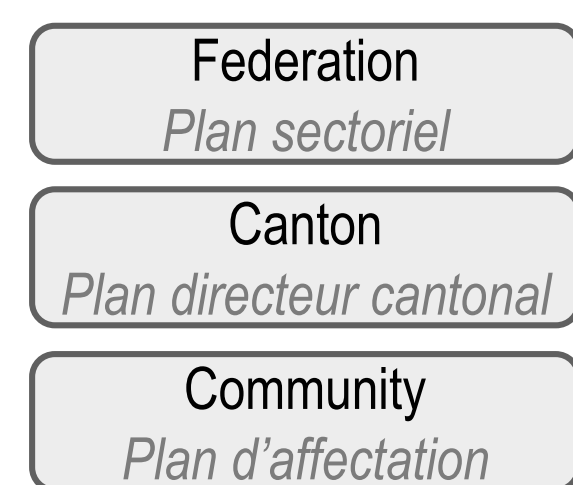 Federation
Plan sectoriel
Canton
Plan directeur cantonal
Community
Plan d’affectation